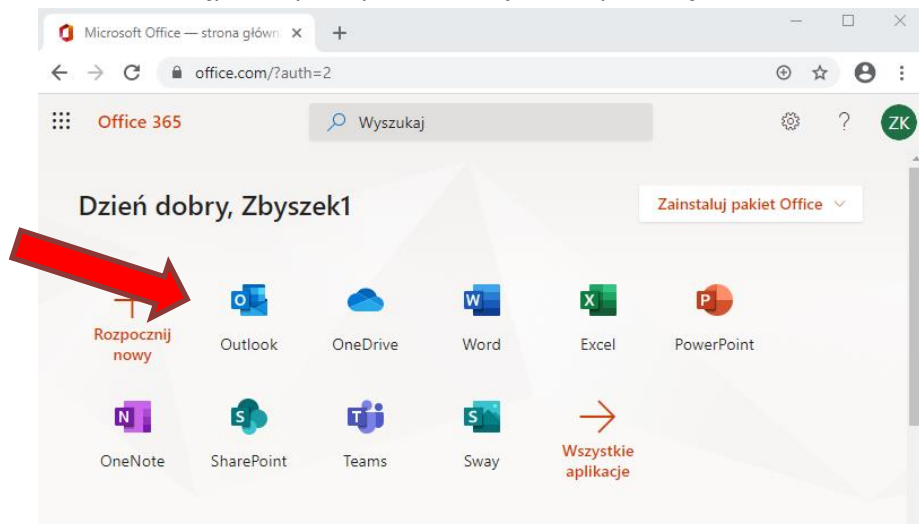 Microsoft Office — strona główn
office.com/?auth=2
Office 365
Wyszukaj
ZK
Dzień dobry, Zbyszek1
Zainstaluj pakiet Office
Rozpocznij
nowy
Outlook
OneDrive
Word
Excel
PowerPoint
OneNote
SharePoint
Teams
Sway
Wszystkie
aplikacje